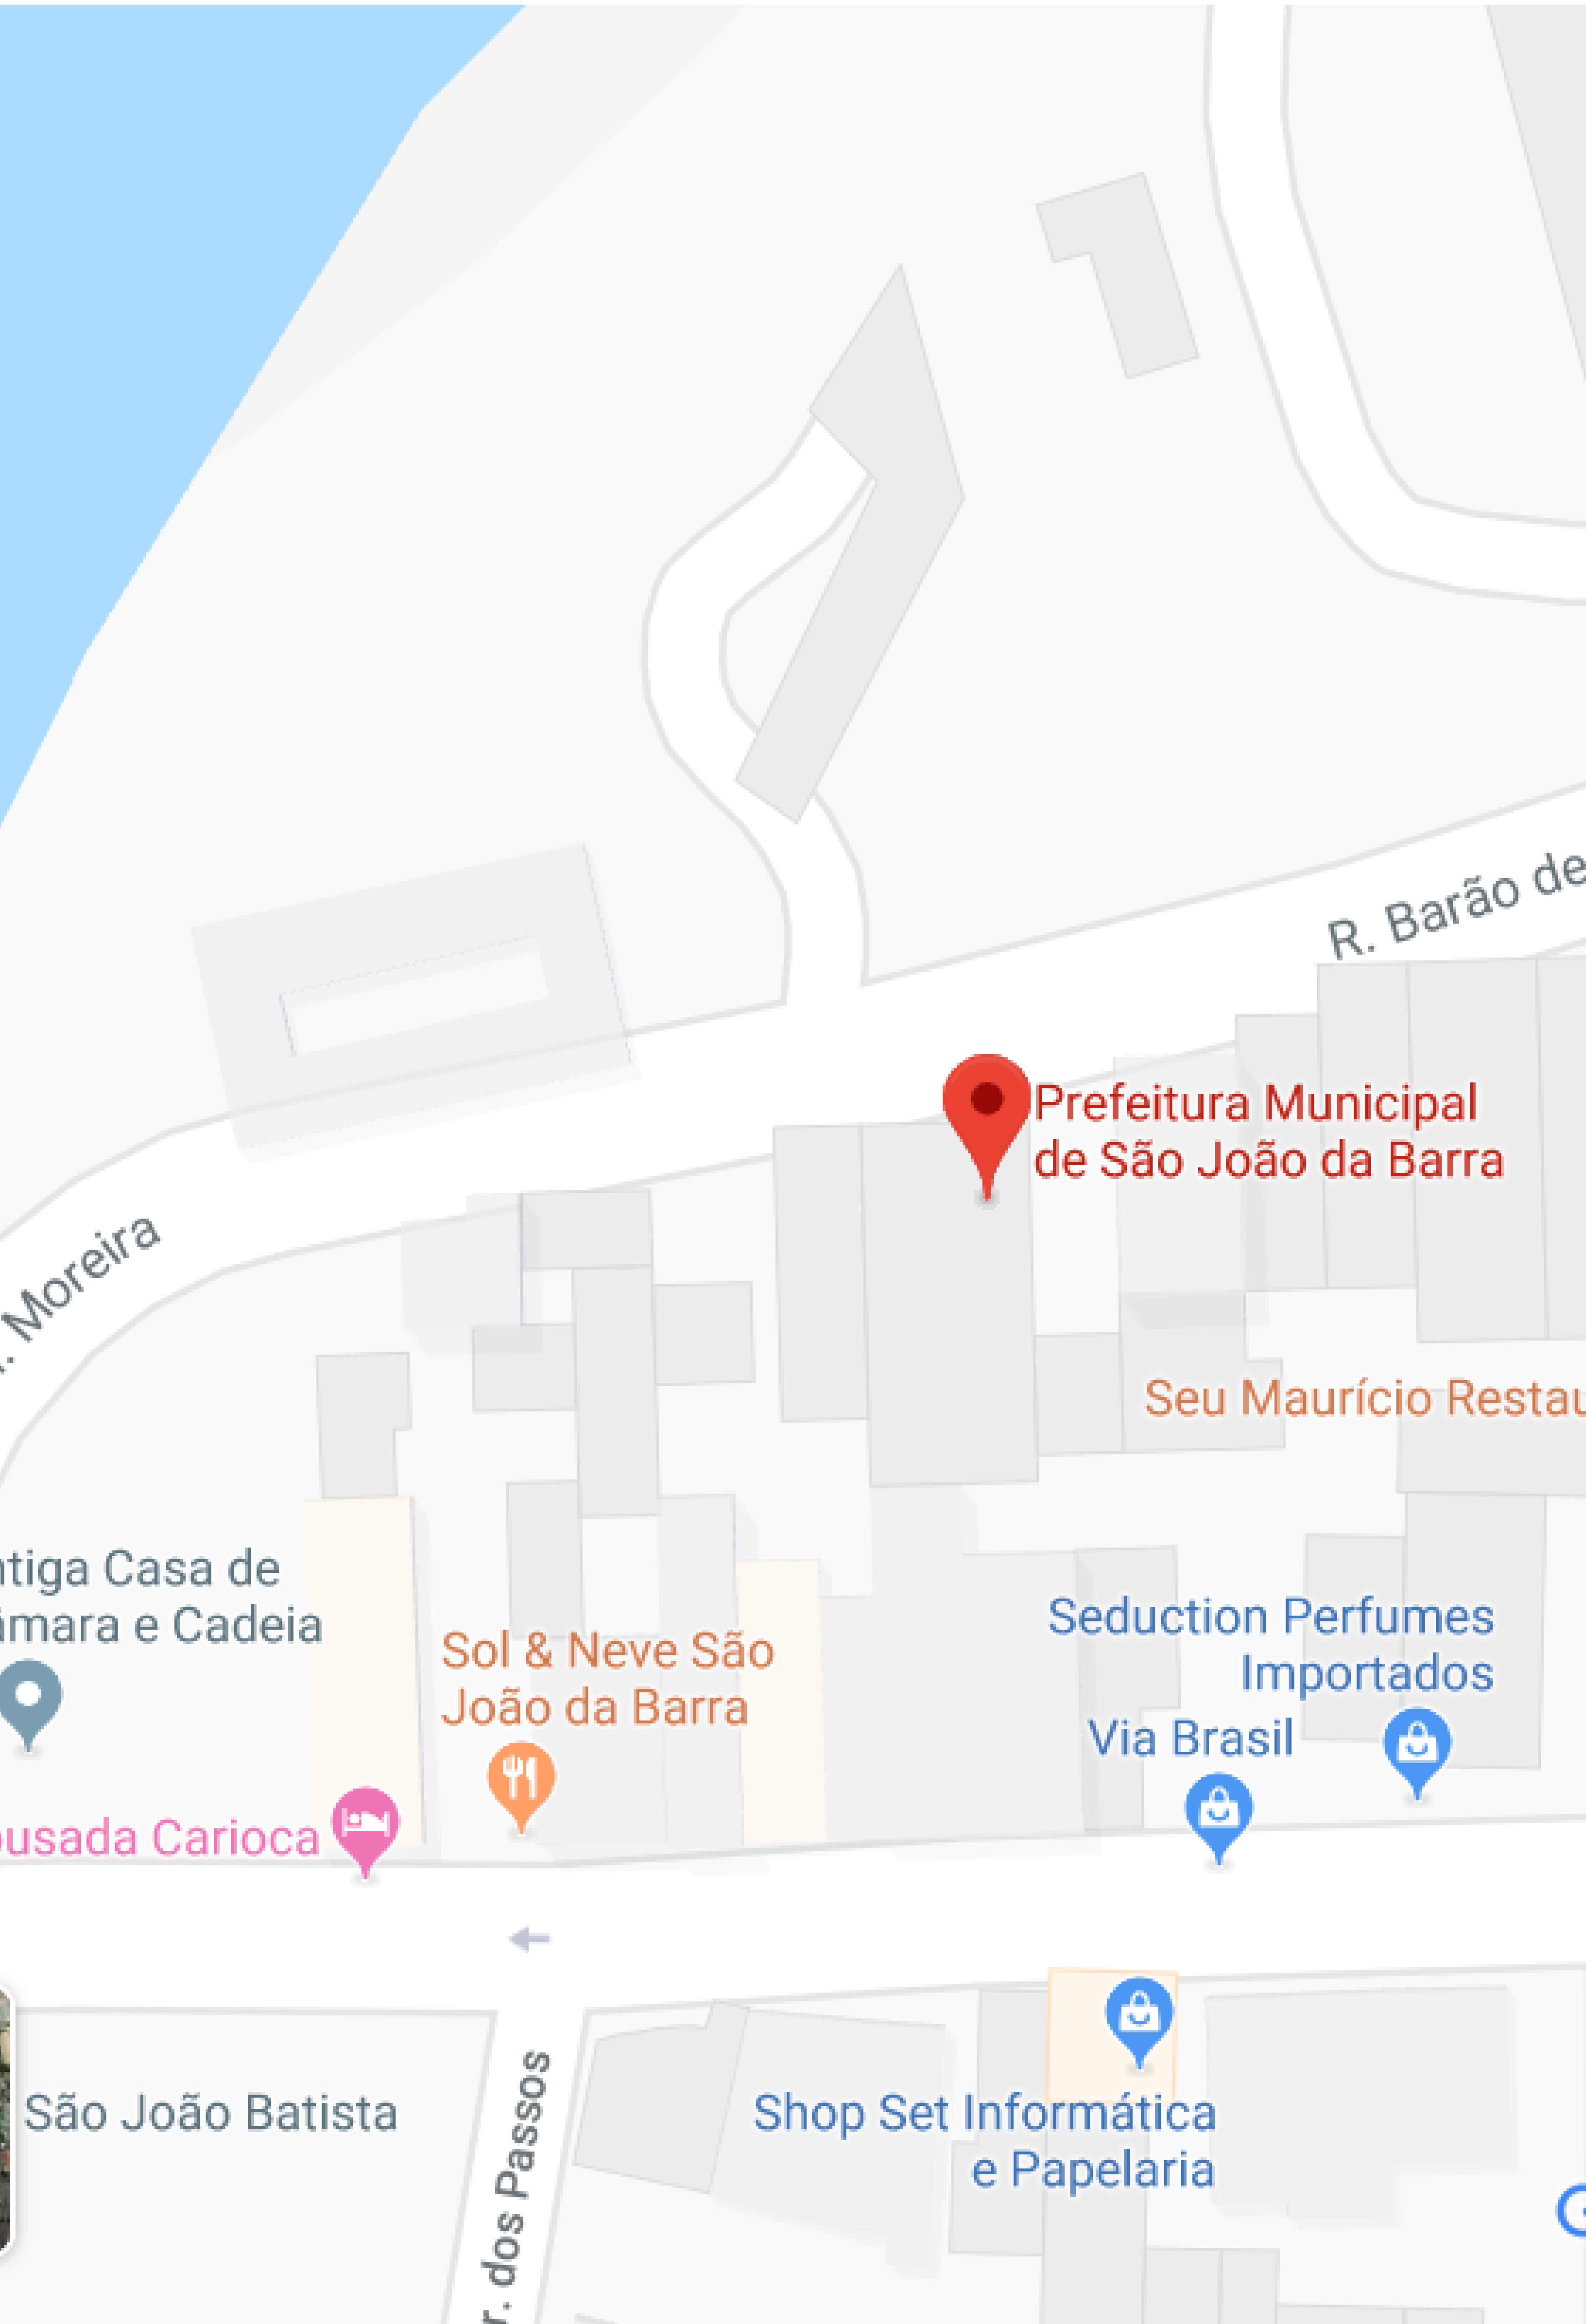 R. Barão de
Prefeitura Municipal
de São João da Barra
Moreira
Seu Maurício Restau
ntiga Casa de
âmara e Cadeia
Sol & Neve São
João da Barra
Seduction Perfumes
Importados
Via Brasil
ousada Carioca
São João Batista
r. dos Passos
Shop Set Informática
e Papelaria